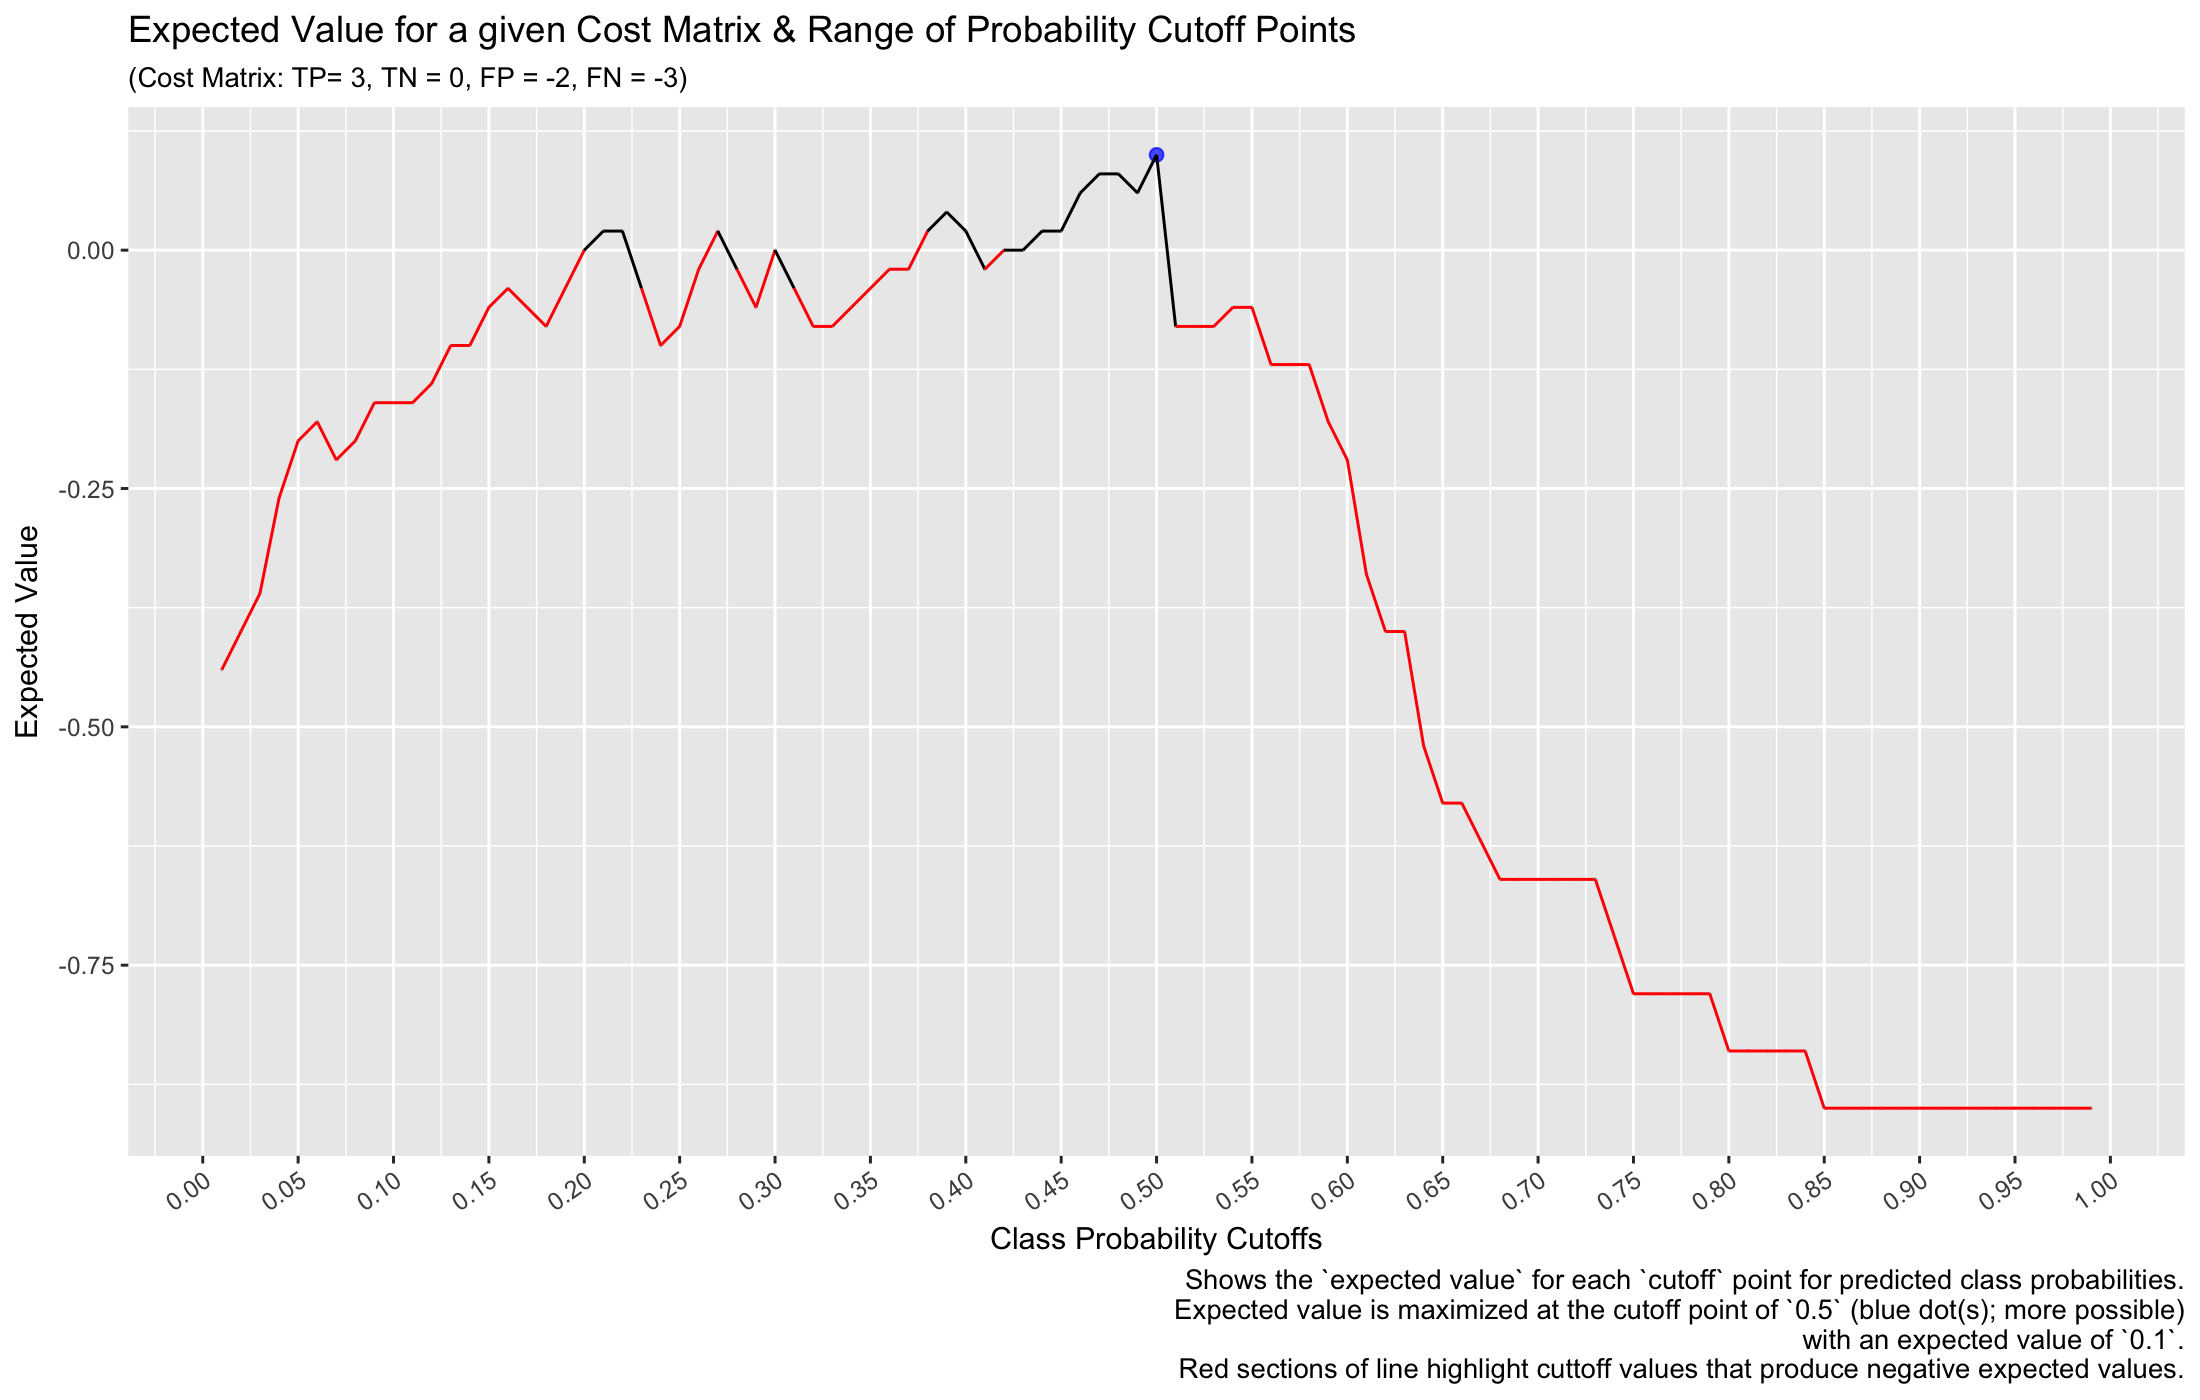 Expected Value for a given Cost Matrix & Range of Probability Cutoff Points
(Cost Matrix: TP= 3, TN = 0, FP = -2, FN = -3)
0.00
-0.25
-0.50
-0.75
Expected Value
0.00 0.05 0.10 0.15 0.20 0.25 0.30 0.35 0.40 0.45 0.50 0.55 0.60 0.65 0.70 0.75 0.80 0.85 0.90 0.95 1.00
Class Probability Cutoffs
Shows the `expected value` for each `cutoff` point for predicted class probabilities.
Expected value is maximized at the cutoff point of `0.5` (blue dot(s); more possible)
with an expected value of `0.1`.
Red sections of line highlight cuttoff values that produce negative expected values.